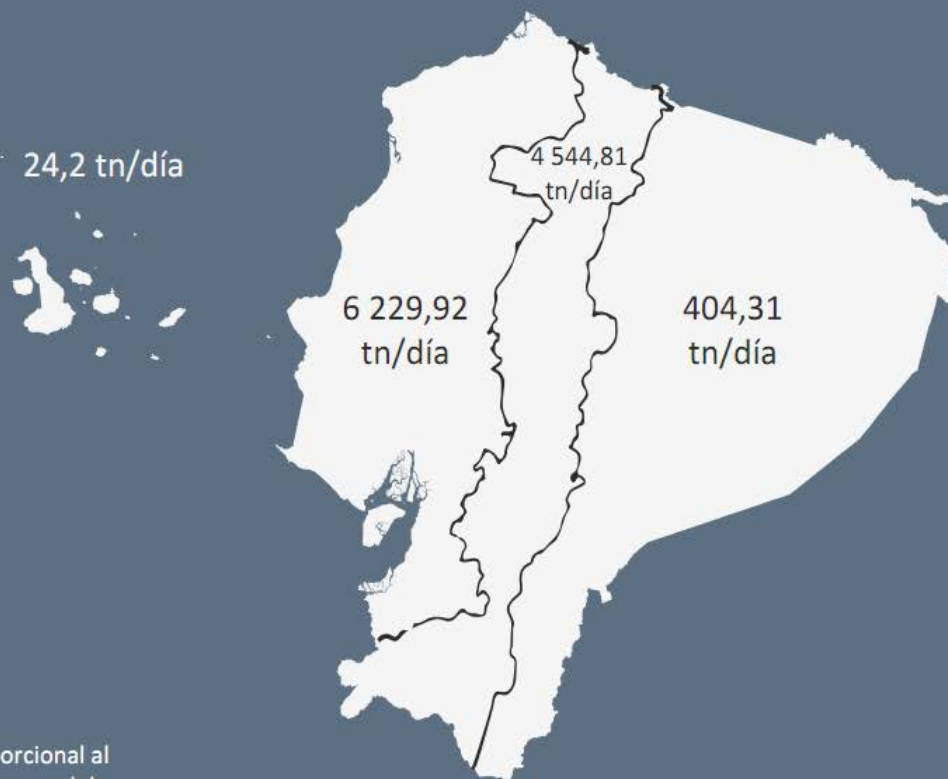 24,2 tn/día
4 544,81
tn/día
6 229,92
tn/día
404,31
tn/día
orcional al